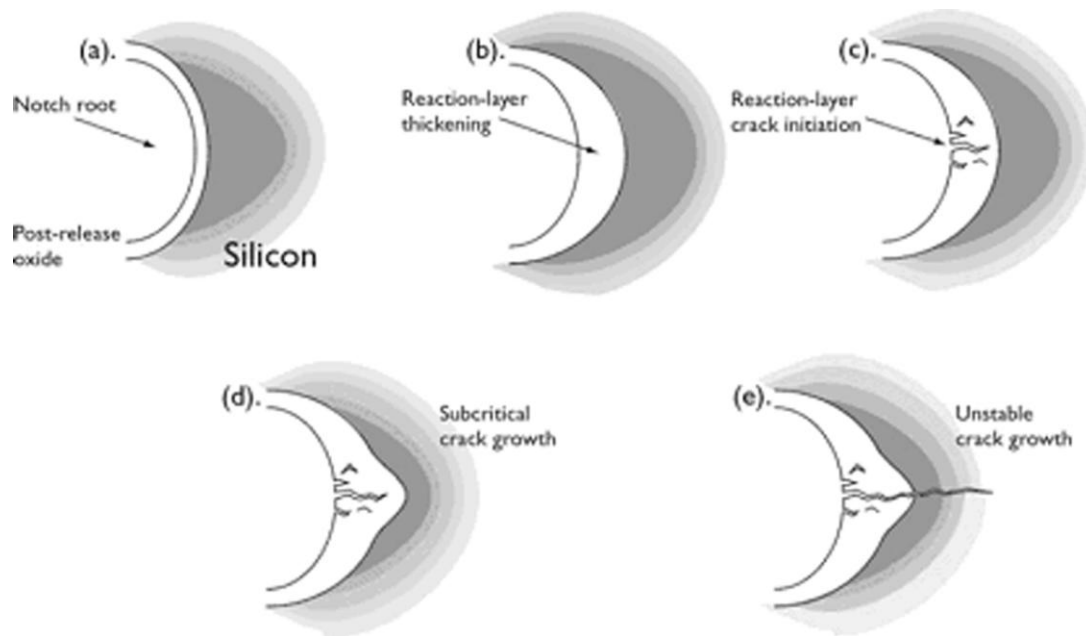 (a).
Notch root
Post-release
oxide
Silicon
(b).
Reaction-layer
thickening
(c).
Reaction-layer
crack initiation
(d).
Subcritical
crack growth
(e).
Unstable
crack growth